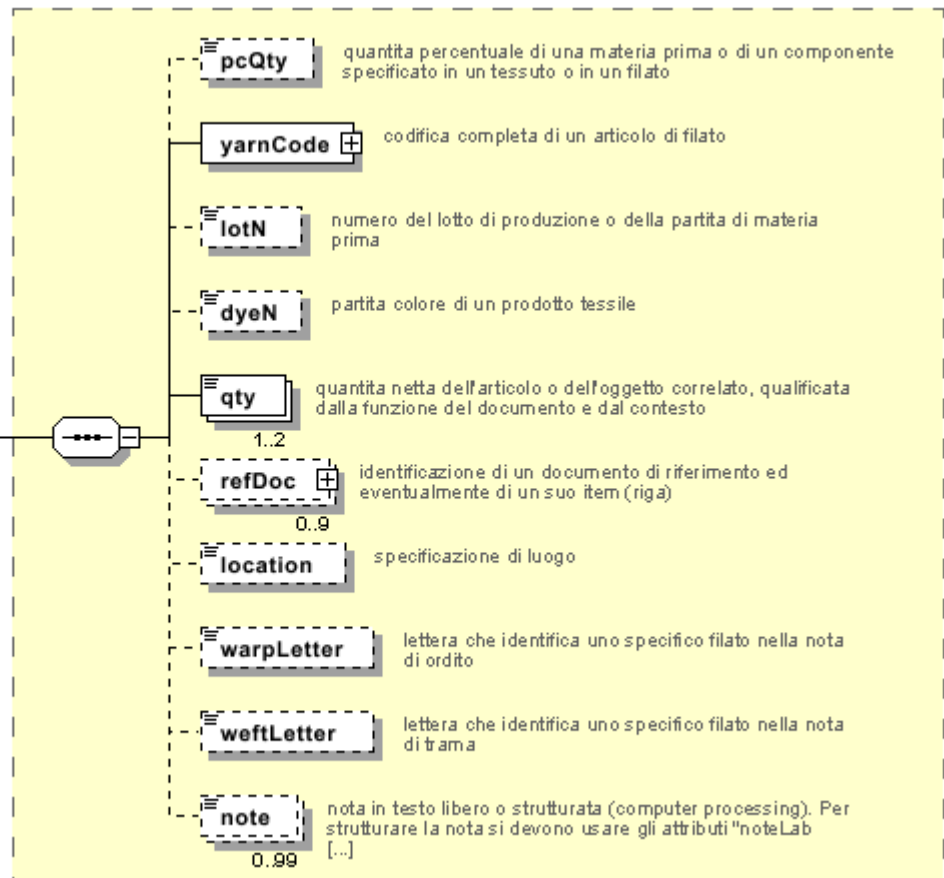 pcQty
quantita percentuale di una materia prima o di un componente
specificato in un tessuto o in un filato
yarnCode
codifica completa di un articolo di filato
lotN
numero del lotto di produzione o della partita di materia
prima
dyeN
partita colore di un prodotto tessile
qty
1..2
quantita netta dell'articolo o dell'oggetto correlato, qualificata
dalla funzione del documento e dal contesto
refDoc
0..9
identificazione di un documento di riferimento ed
eventualmente di un suo item (riga)
location
specificazione di luogo
warpLetter
lettera che identifica uno specifico filato nella nota
di ordito
weftLetter
lettera che identifica uno specifico filato nella nota
di trama
note
0..99
nota in testo libero o strutturata (computer processing). Per
strutturare la nota si devono usare gli attributi "noteLab
[...]